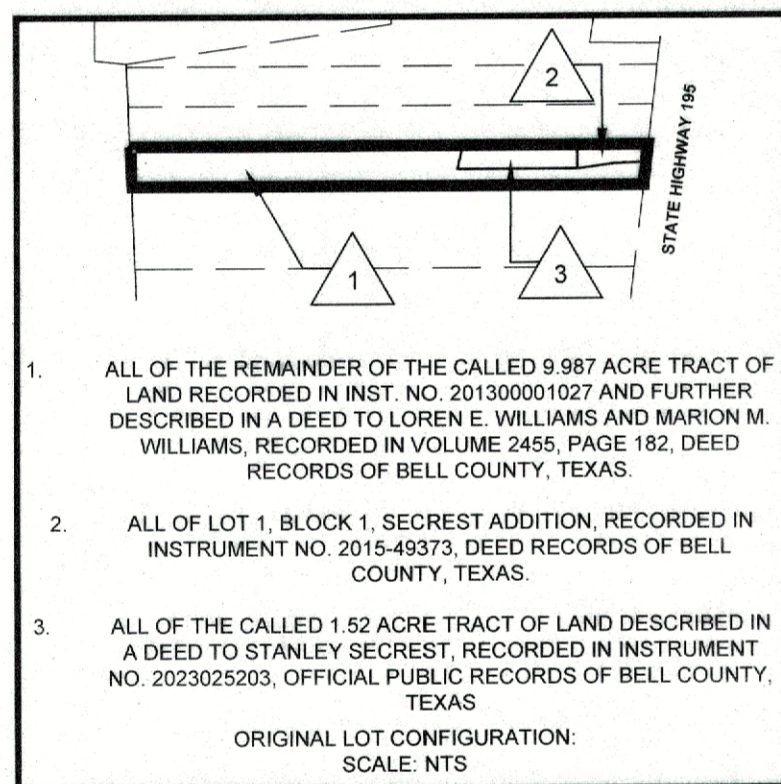 2
STATE HIGHWAY 195
1
3
1. ALL OF THE REMAINDER OF THE CALLED 9.987 ACRE TRACT OF
LAND RECORDED IN INST. NO. 201300001027 AND FURTHER
DESCRIBED IN A DEED TO LOREN E. WILLIAMS AND MARION M.
WILLIAMS, RECORDED IN VOLUME 2455, PAGE 182, DEED
RECORDS OF BELL COUNTY, TEXAS.
2. ALL OF LOT 1, BLOCK 1, SECREST ADDITION, RECORDED IN
INSTRUMENT NO. 2015-49373, DEED RECORDS OF BELL
COUNTY, TEXAS.
3. ALL OF THE CALLED 1.52 ACRE TRACT OF LAND DESCRIBED IN
A DEED TO STANLEY SECREST, RECORDED IN INSTRUMENT
NO. 2023025203, OFFICIAL PUBLIC RECORDS OF BELL COUNTY,
TEXAS
ORIGINAL LOT CONFIGURATION:
SCALE: NTS